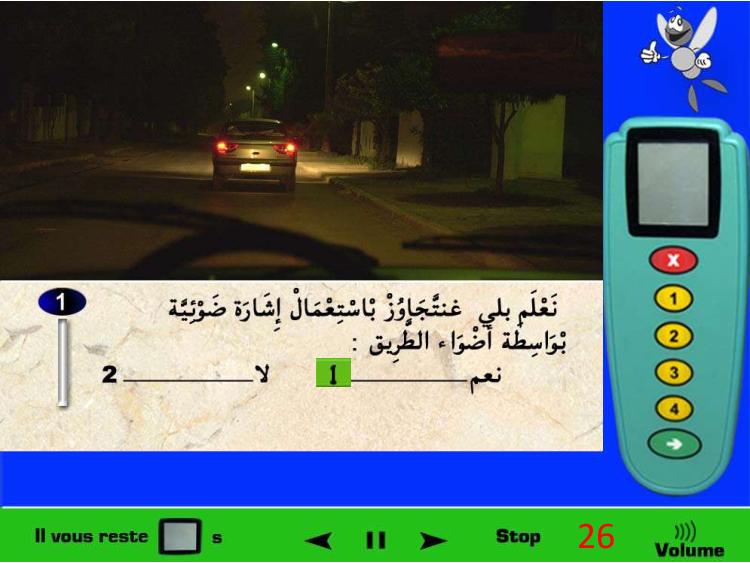 X
1
2
3
4
1
نَعْلَم بلي غنتَّجَاوُزْ بْاسْتِعْمَالْ إِشَارَة ضَوْئِيَّة
بْوَاسِطَة أَضْوَاء الطَّرِيق :
نعم 1 لا 2
Il vous reste s Stop 26 Volume